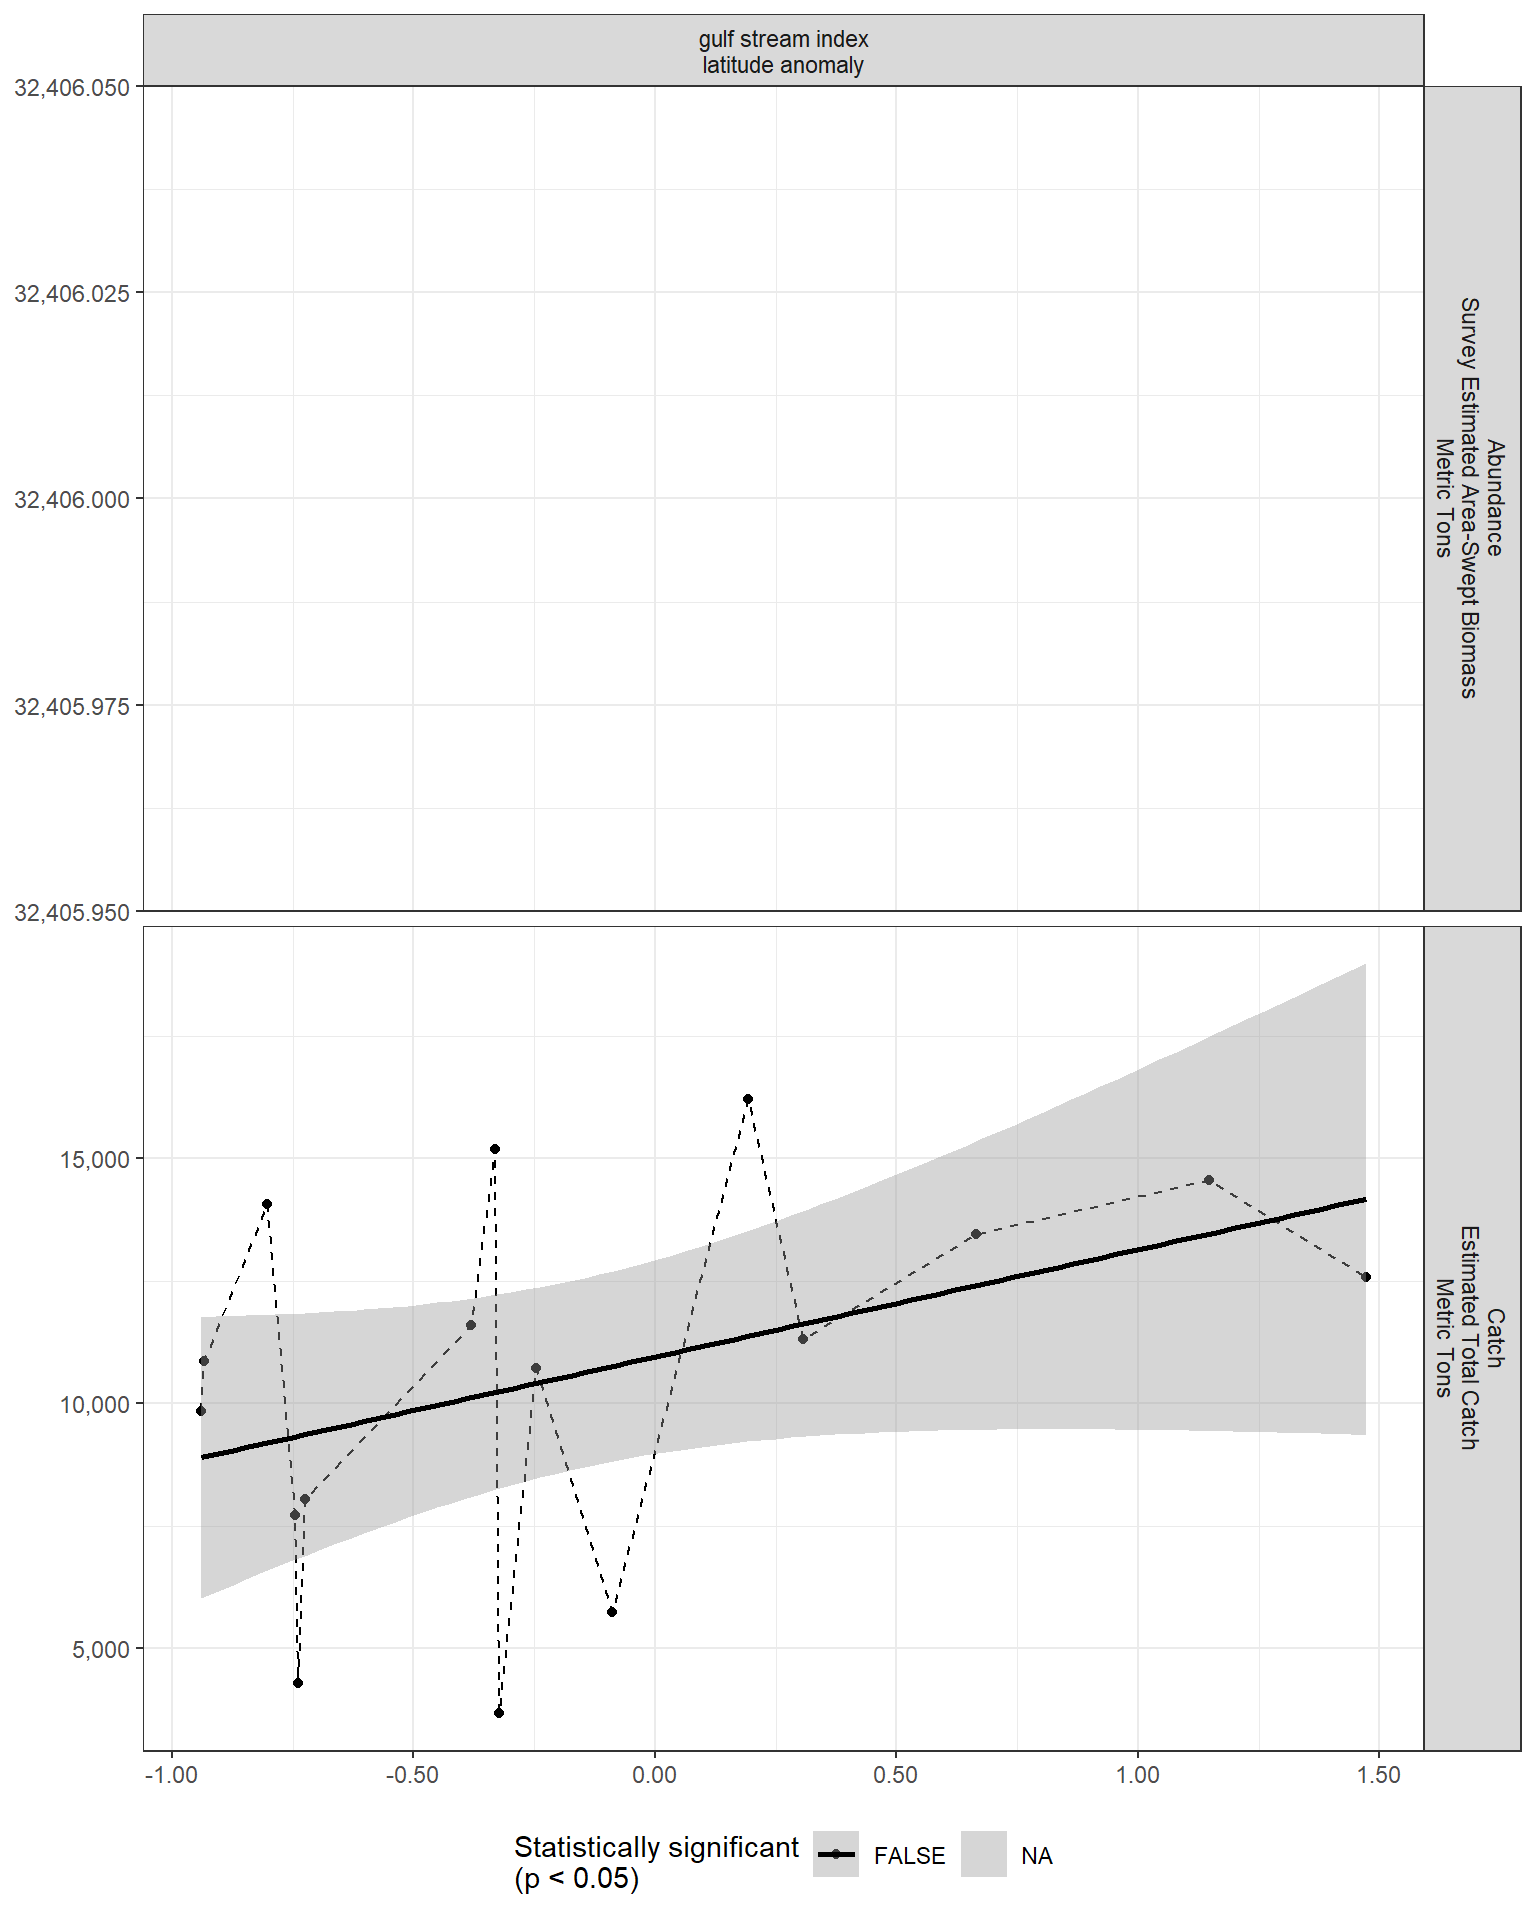 gulf stream index
latitude anomaly
32,406.050
32,406.025
32,406.000
32,405.975
32,405.950
Abundance
Survey Estimated Area-Swept Biomass
Metric Tons
15,000
10,000
5,000
Catch
Estimated Total Catch
Metric Tons
-1.00 -0.50 0.00 0.50 1.00 1.50
Statistically significant
(p < 0.05)
FALSE NA